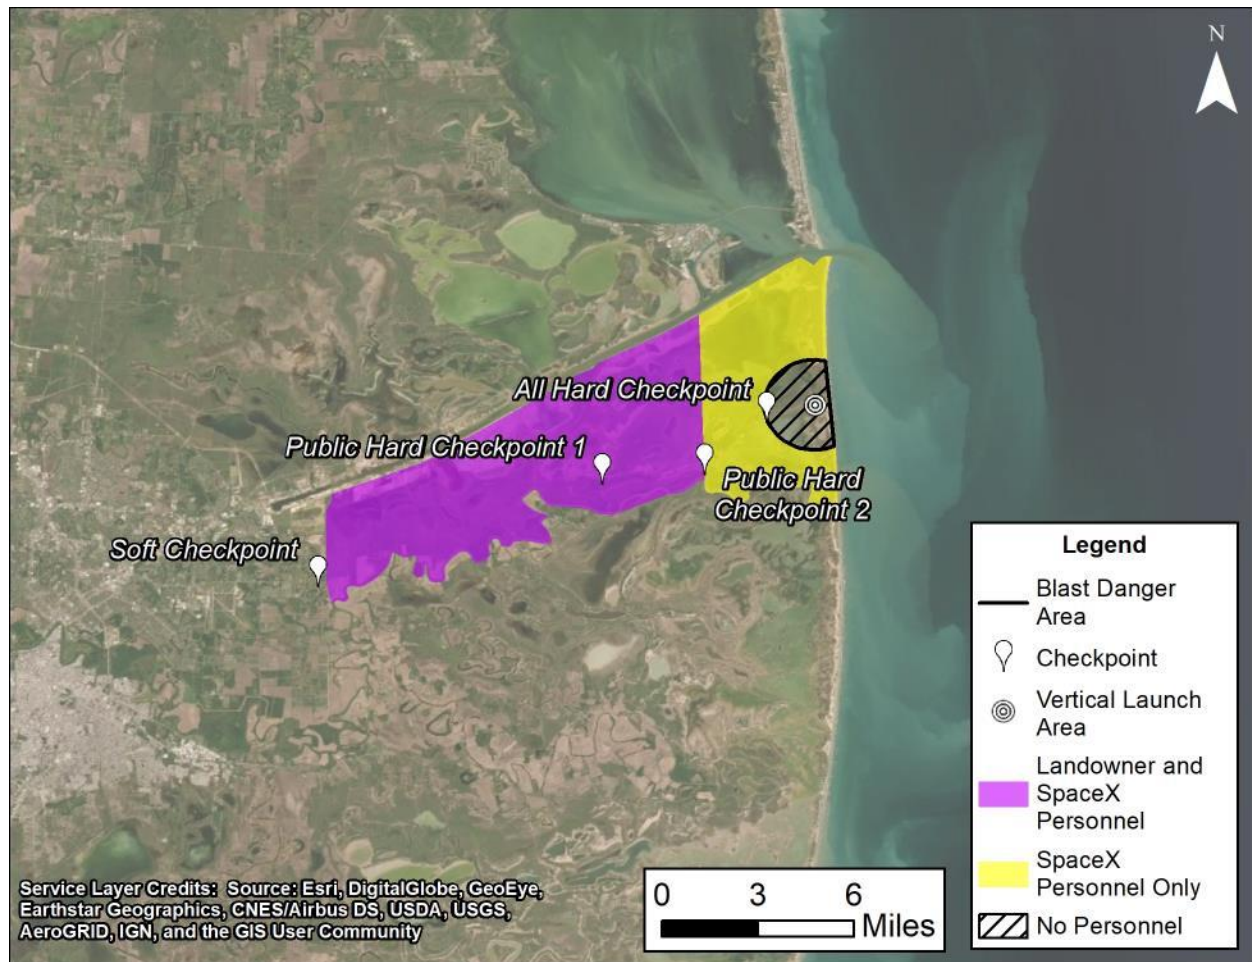 N
All Hard Checkpoint
Public Hard Checkpoint 1
Public Hard
Checkpoint 2
Soft Checkpoint
Legend
Blast Danger
Area
Checkpoint
Vertical Launch
Area
Landowner and
SpaceX
Personnel
SpaceX
Personnel Only
No Personnel
0 3 6
Miles
Service Layer Credits: Source: Esri, DigitalGlobe, GeoEye,
Earthstar Geographics, CNES/Airbus DS, USDA, USGS,
AeroGRID, IGN, and the GIS User Community